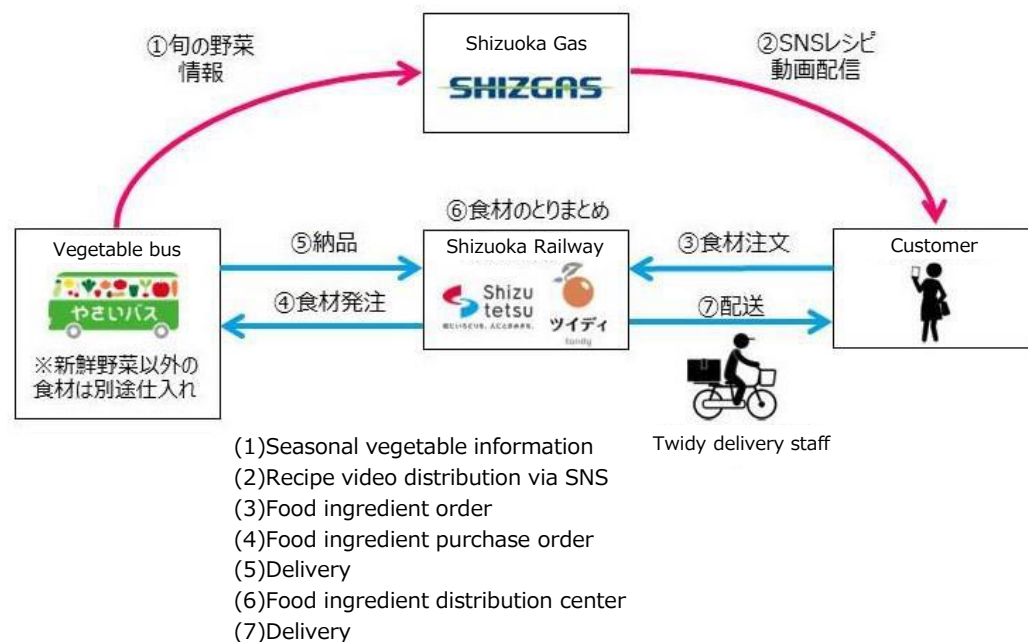 ①旬の野菜
情報
Shizuoka Gas
SHIZGAS
②SNSレシピ
動画配信
⑥食材のとりまとめ
Vegetable bus
やさいバス
※新鮮野菜以外の
食材は別途仕入れ
⑤納品
④食材発注
Shizuoka Railway
Shizu
tetsu
ツイディ
③食材注文
⑦配送
Customer
Twidy delivery staff
(1)Seasonal vegetable information
(2)Recipe video distribution via SNS
(3)Food ingredient order
(4)Food ingredient purchase order
(5)Delivery
(6)Food ingredient distribution center
(7)Delivery